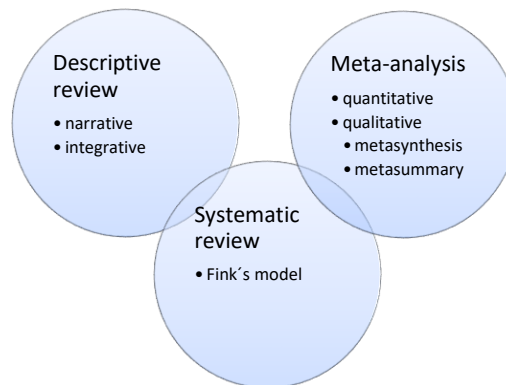 Descriptive
review
• narrative
• integrative
Meta-analysis
• quantitative
• qualitative
• metasynthesis
• metasummary
Systematic
review
• Fink´s model